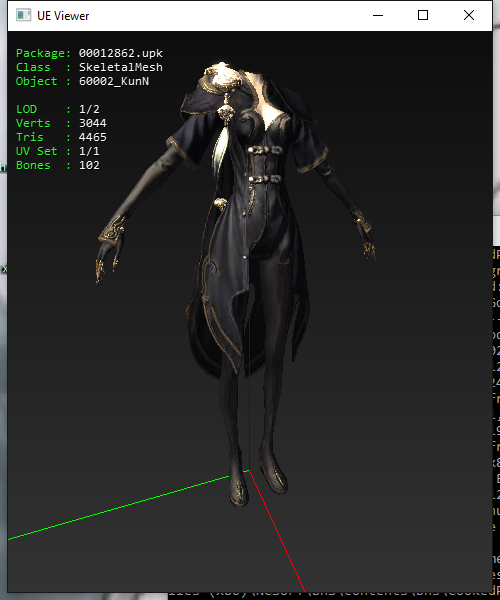 UE Viewer
Package: 00012862.upk
Class : SkeletalMesh
Object : 60002_KunN
LOD : 1/2
Verts : 3044
Tris : 4465
UV Set : 1/1
Bones : 102